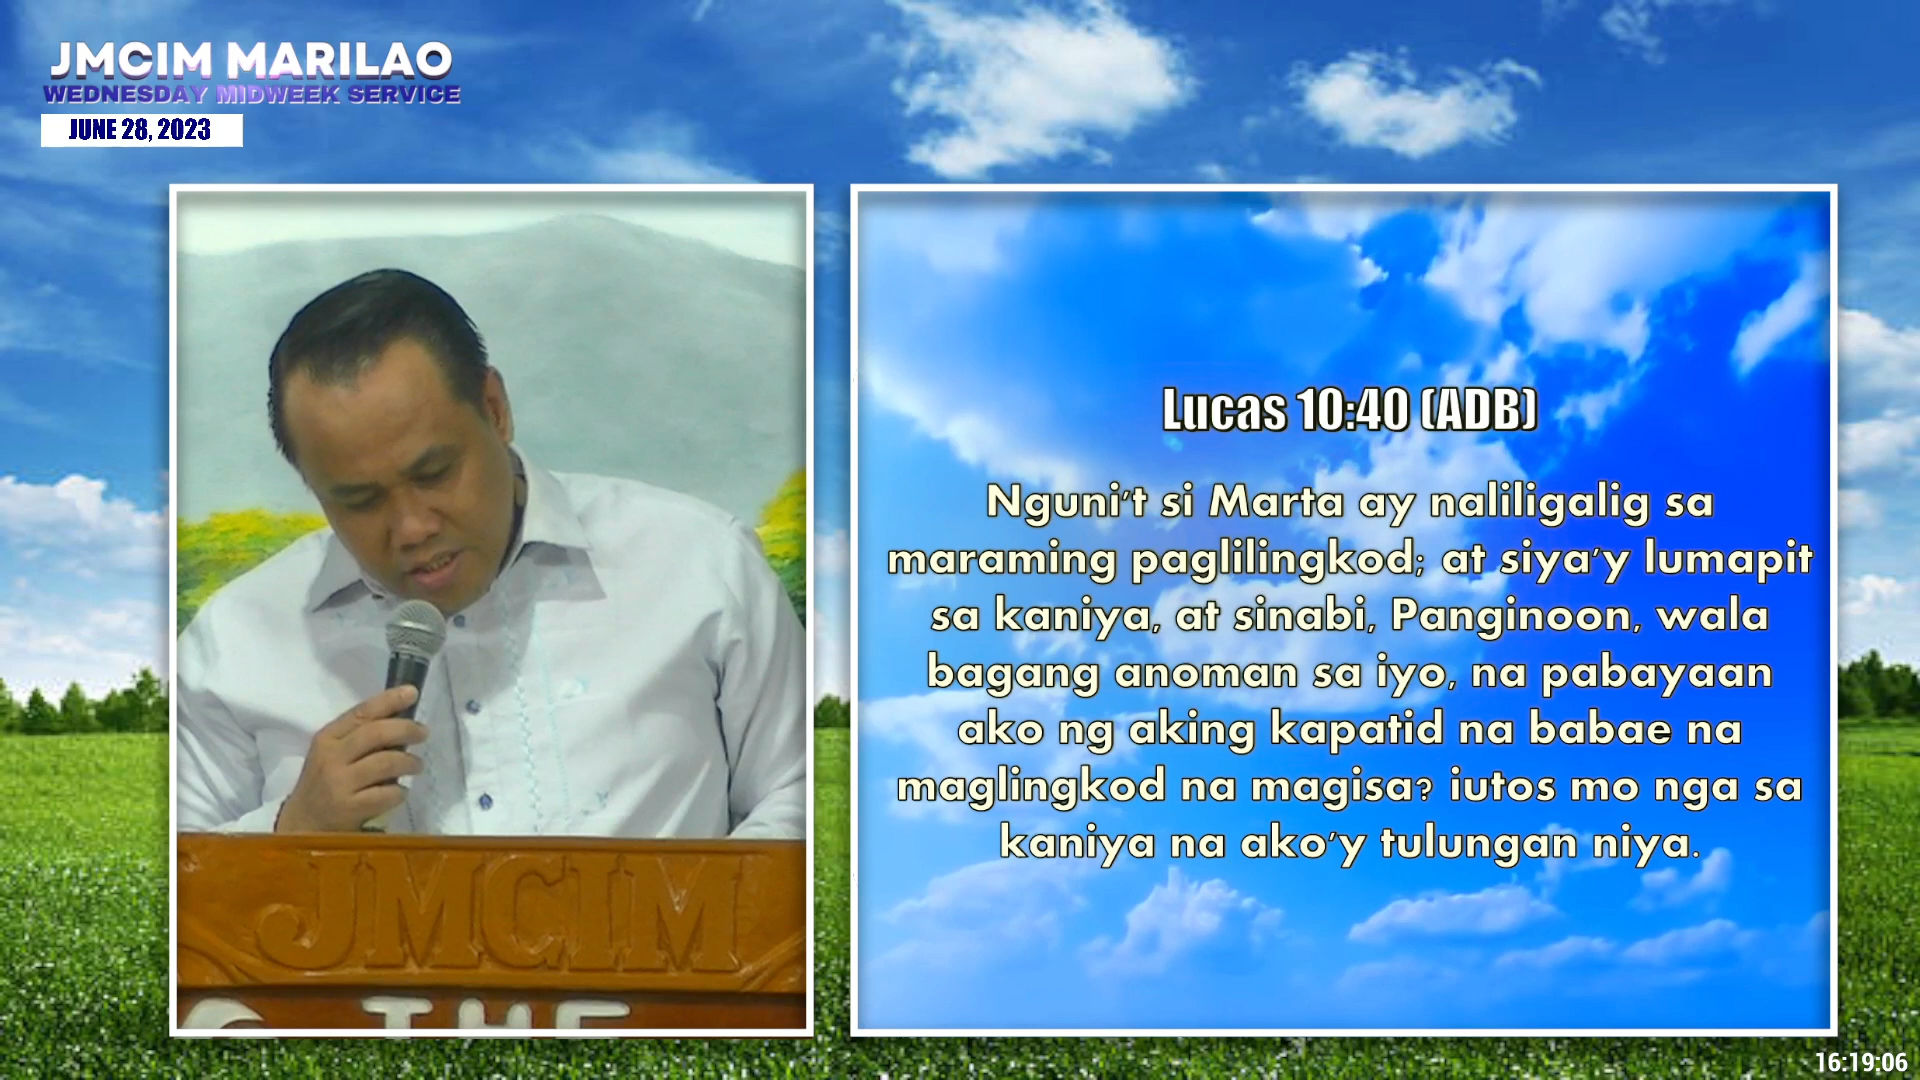 JMCIM MARILAO
WEDNESDAY MIDWEEK SERVICE
JUNE 28, 2023
Lucas 10:40 (ADB)
Nguni't si Marta ay naliligalig sa
maraming paglilingkod; at siya'y lumapit
sa kaniya, at sinabi, Panginoon, wala
bagang anoman sa iyo, na pabayaan
ako ng aking kapatid na babae na
maglingkod na magisa? iutos mo nga sa
kaniya na ako'y tulungan niya.
JMCIM
THE
16:19:06